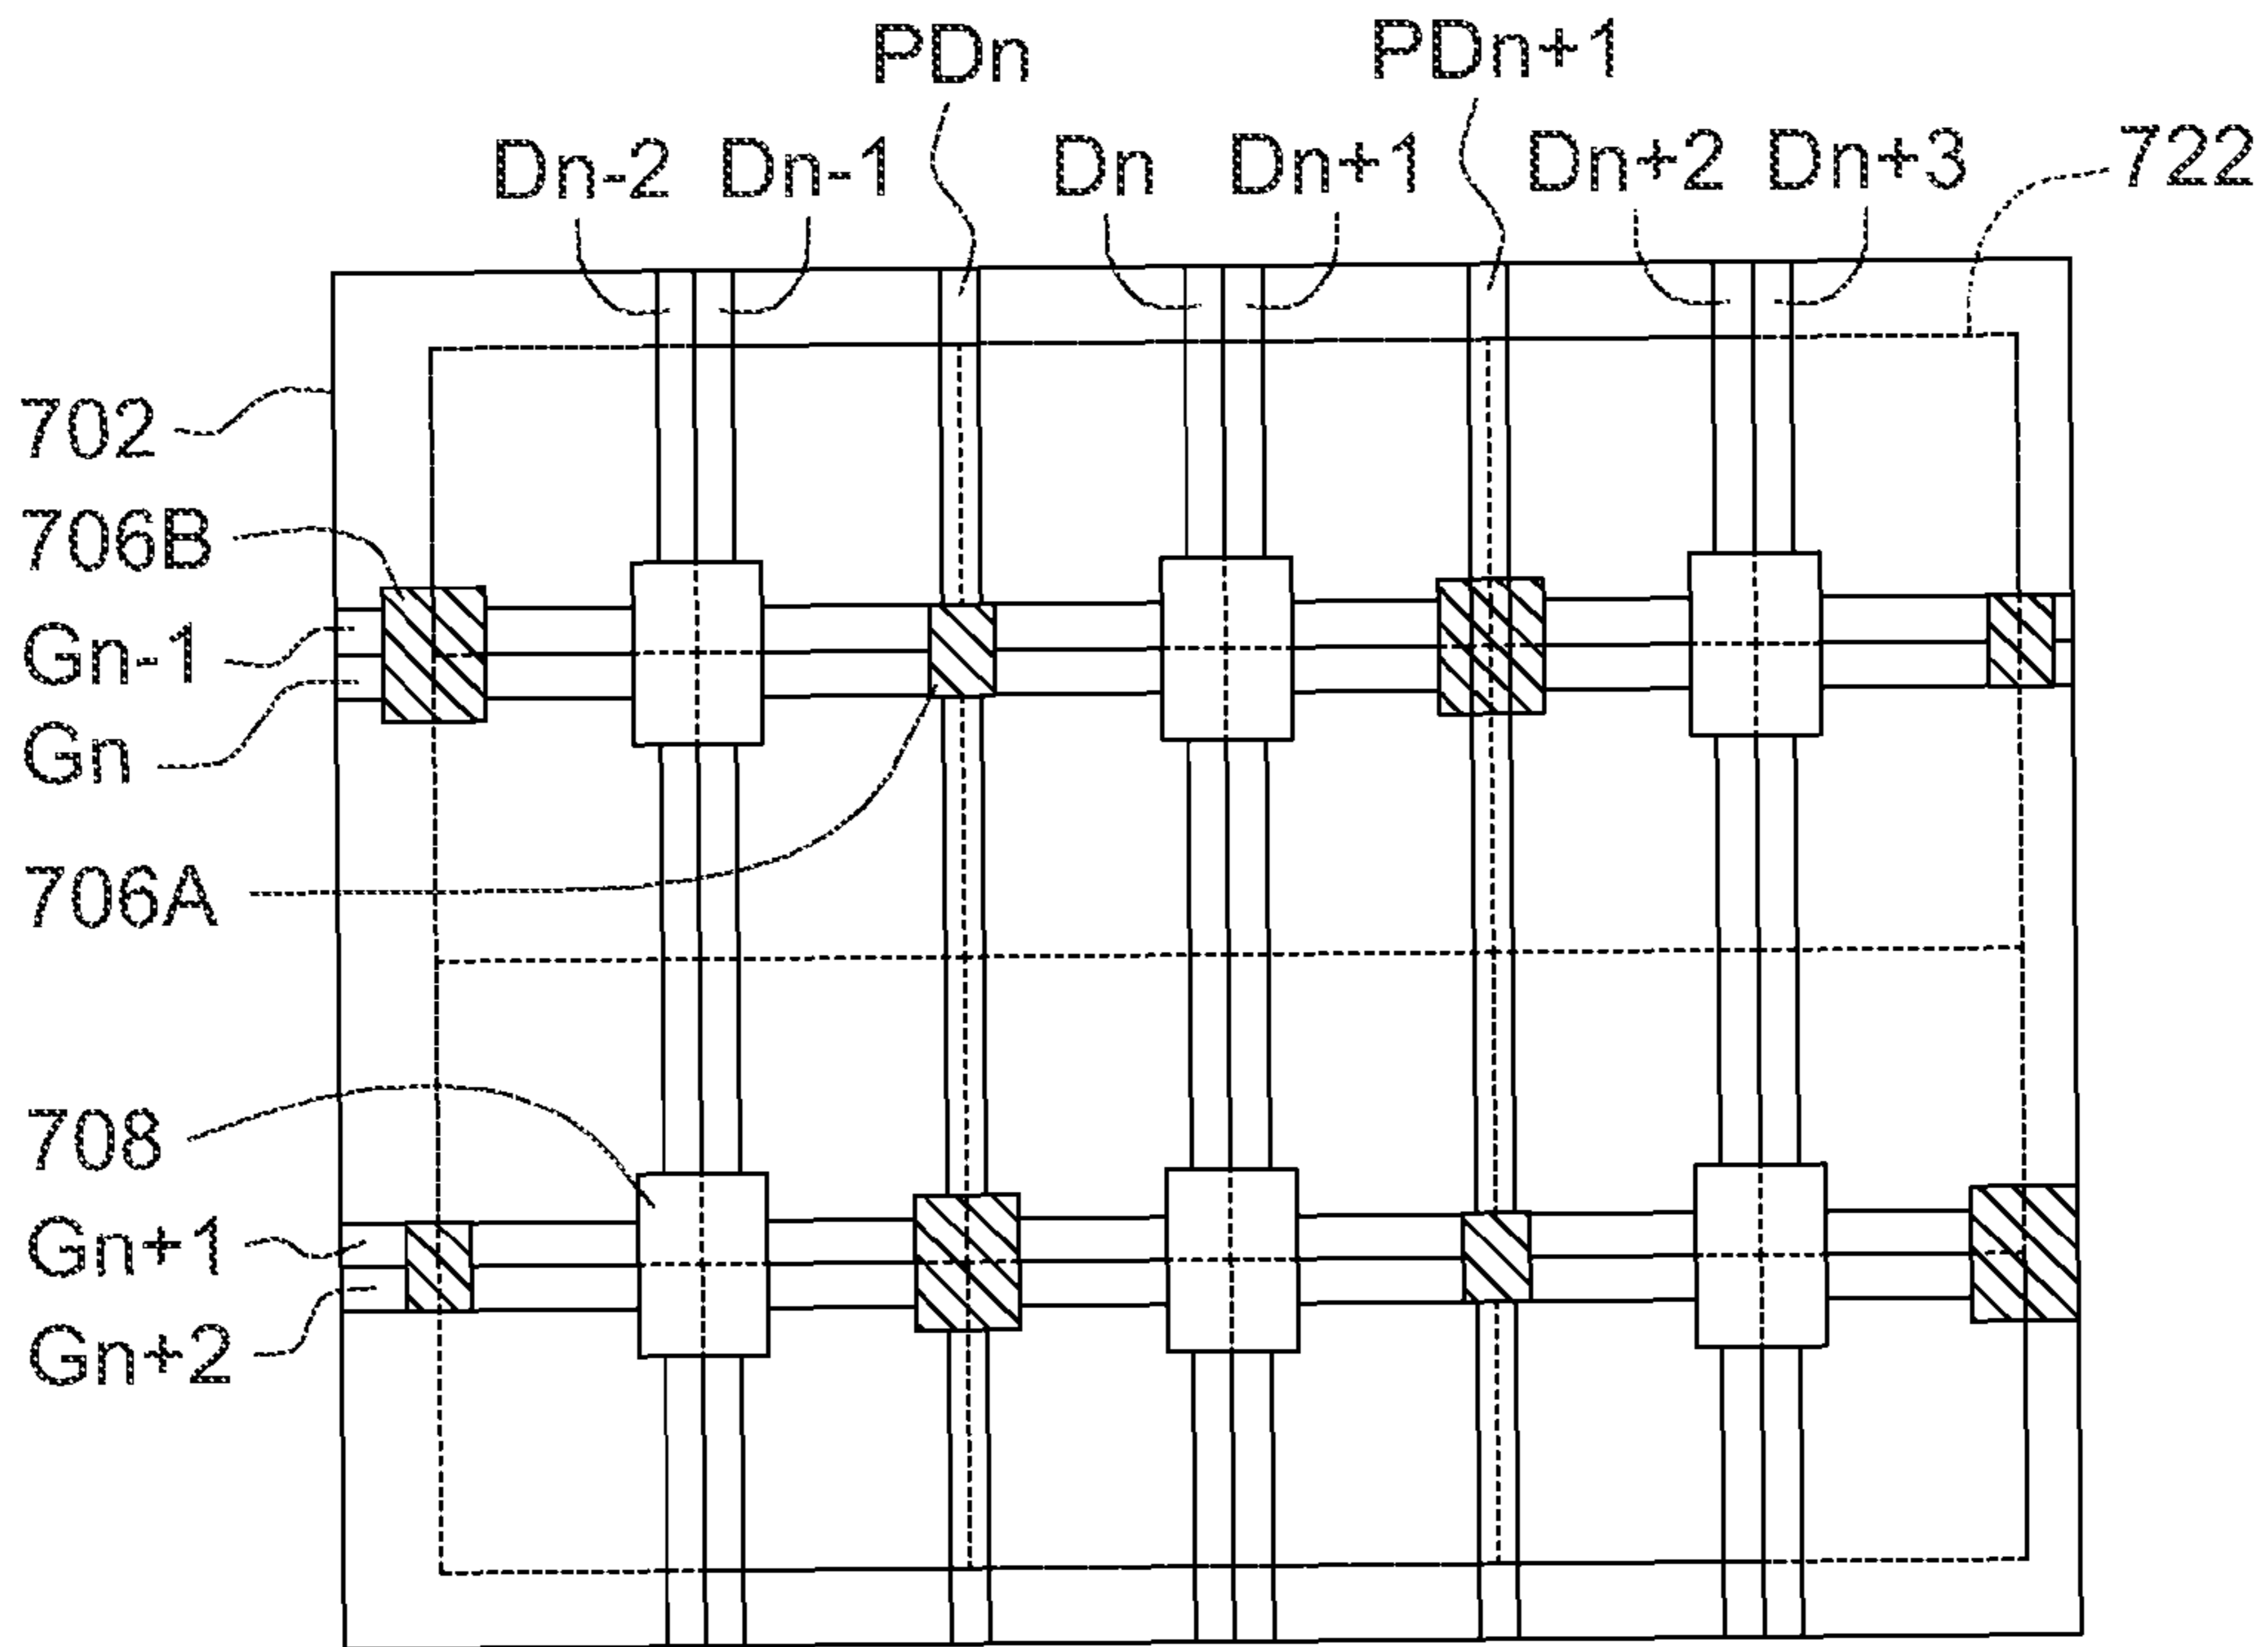 PDn
PDn+1
Dn-2
Dn-1
Dn
Dn+1
Dn+2
Dn+3
722
702
706B
Gn-1
Gn
706A
708
Gn+1
Gn+2